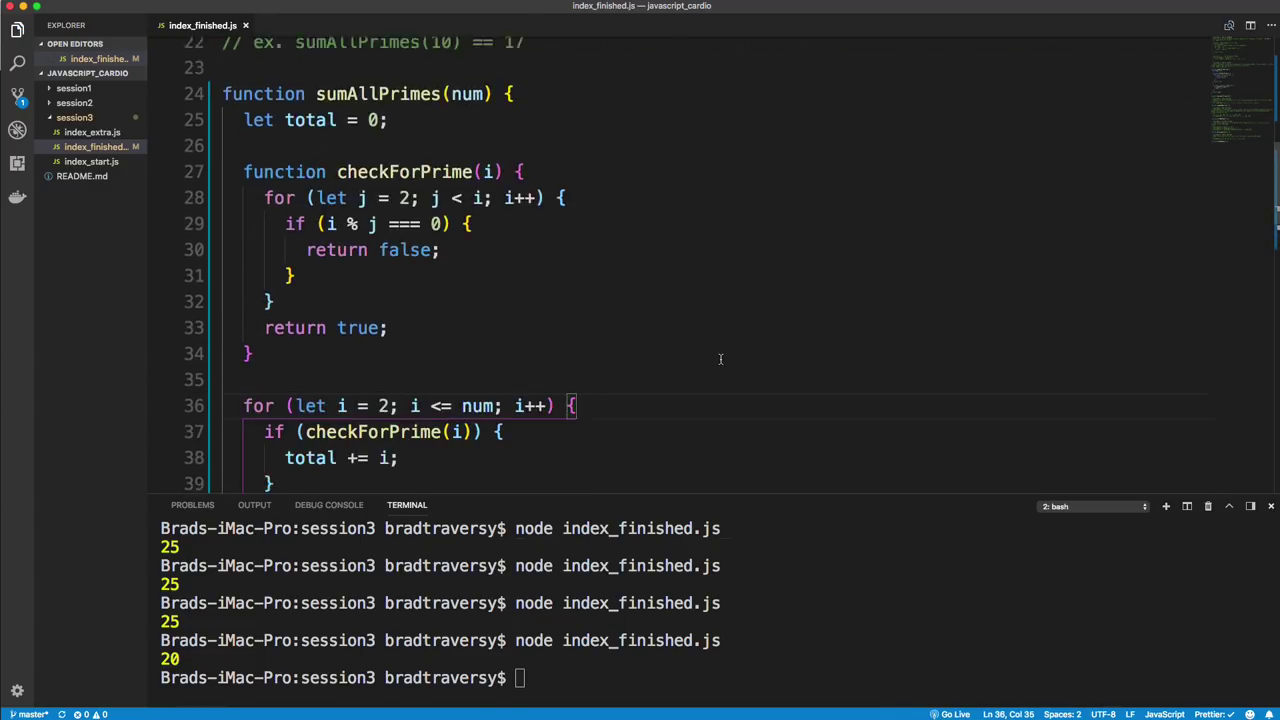 index_finished.js — javascript_cardio
EXPLORER
index_finished.js ×
OPEN EDITORS
index_finishe.. M
JAVASCRIPT_CARDIO
session1
session2
session3
index_extra.js
index_finished... M
index_start.js
README.md
1
22 // ex. sumAllPrimes(10) == 17
23
24 function sumAllPrimes(num) {
25 let total = 0;
26
27 function checkForPrime(i) {
28 for (let j = 2; j < i; i++) {
29 if (i % j === 0) {
30 return false;
31 }
32 }
33 return true;
34 }
35
36 for (let i = 2; i <= num; i++) {
37 if (checkForPrime(i)) {
38 total += i;
39 }
PROBLEMS OUTPUT DEBUG CONSOLE TERMINAL 2: bash
Brads-iMac-Pro:session3 bradtraversy$ node index_finished.js
25
Brads-iMac-Pro:session3 bradtraversy$ node index_finished.js
25
Brads-iMac-Pro:session3 bradtraversy$ node index_finished.js
25
Brads-iMac-Pro:session3 bradtraversy$ node index_finished.js
20
Brads-iMac-Pro:session3 bradtraversy$
master* 0 0 Go Live Ln 36, Col 35 Spaces: 2 UTF-8 LF JavaScript Prettier: ✓